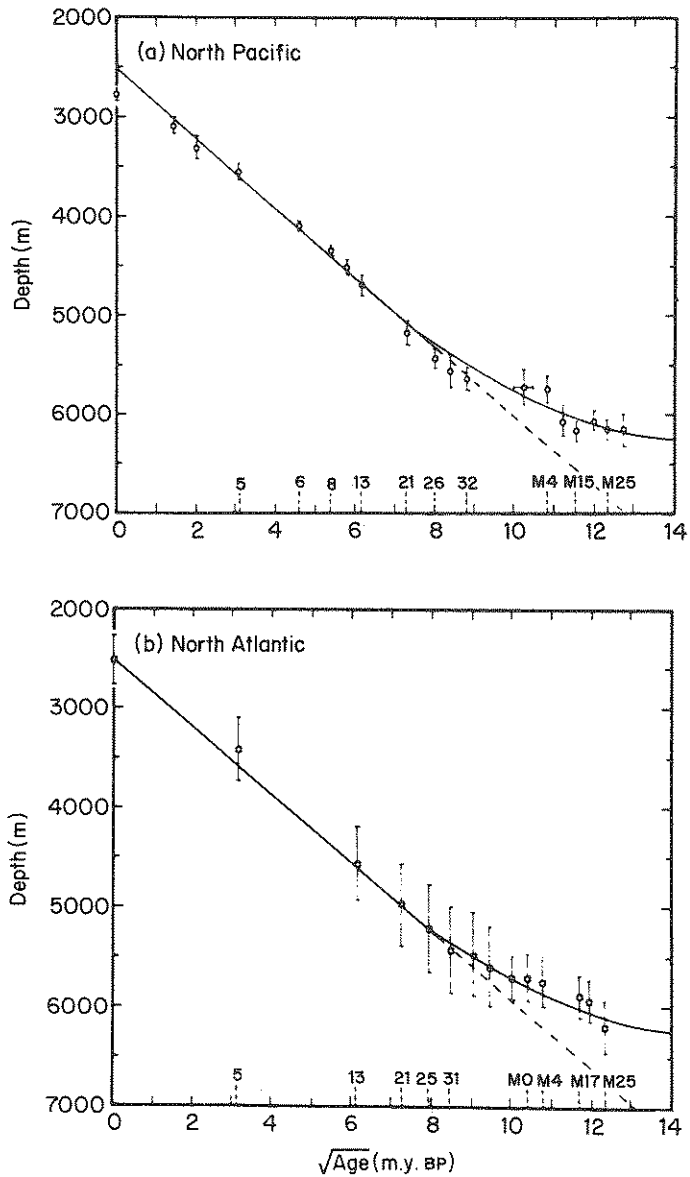 2000
(a) North Pacific
3000
4000
Depth (m)
5000
6000
5 6 8 13 21 26 32 M4 M15 M25
7000
0 2 4 6 8 10 12 14
2000
(b) North Atlantic
3000
4000
Depth (m)
5000
6000
5 13 21 25 31 M0 M4 M17 M25
7000
0 2 4 6 8 10 12 14
√Age (m.y. BP)